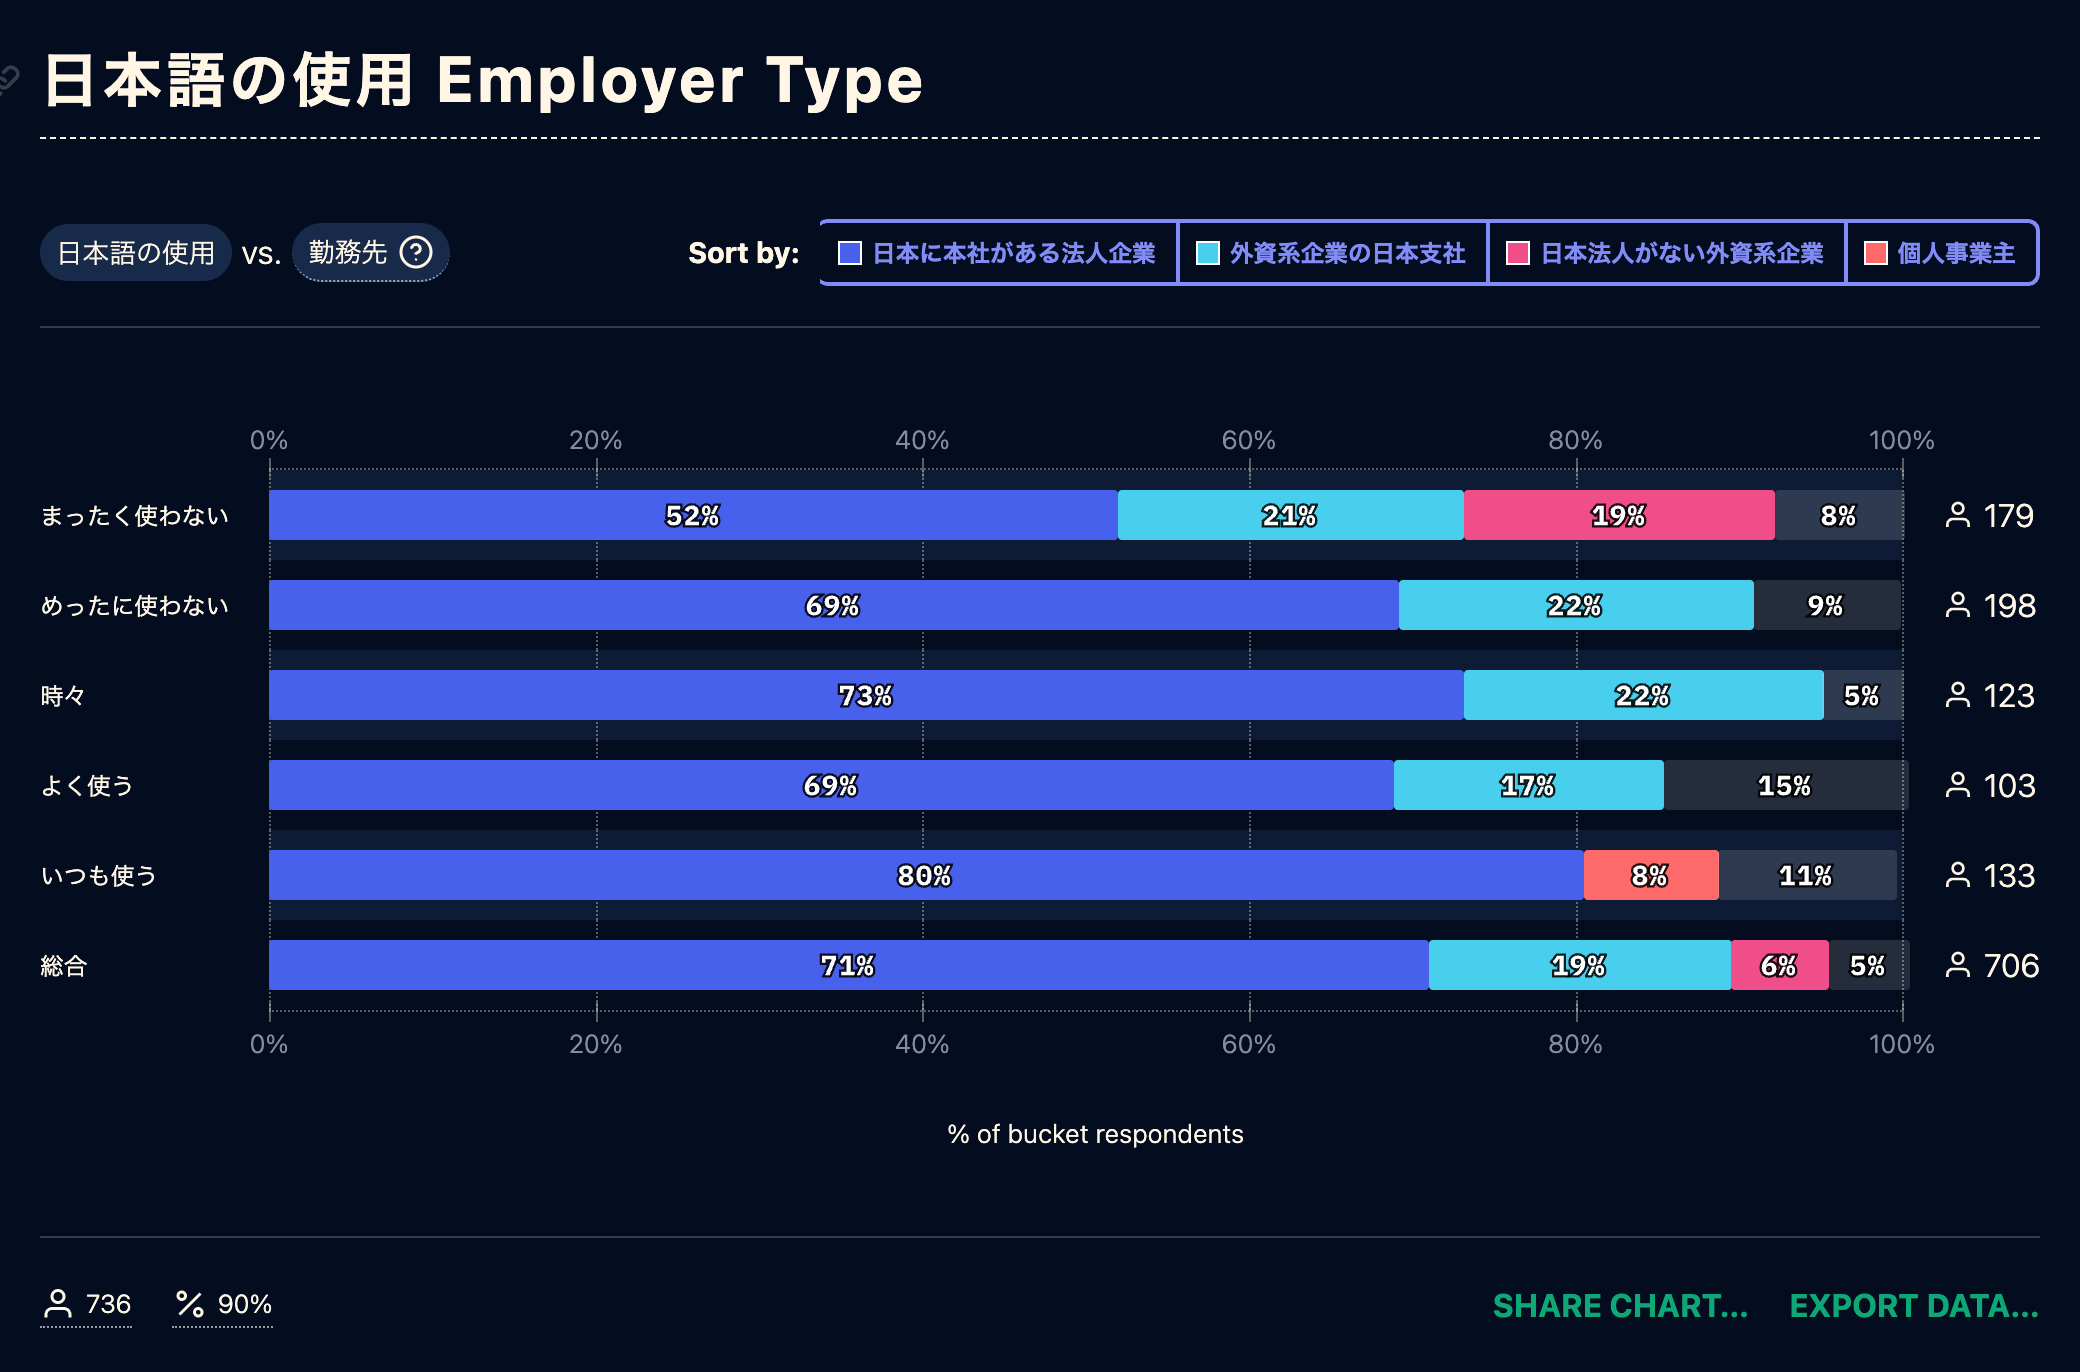 日本語の使用 Employer Type
日本語の使用 vs. 勤務先 ?
Sort by: 日本に本社がある法人企業 外資系企業の日本支社 日本法人がない外資系企業 個人事業主
0% 20% 40% 60% 80% 100%
まったく使わない 52% 21% 19% 8% 179
めったに使わない 69% 22% 9% 198
時々 73% 22% 5% 123
よく使う 69% 17% 15% 103
いつも使う 80% 8% 11% 133
総合 71% 19% 6% 5% 706
0% 20% 40% 60% 80% 100%
% of bucket respondents
736 % 90% SHARE CHART... EXPORT DATA...